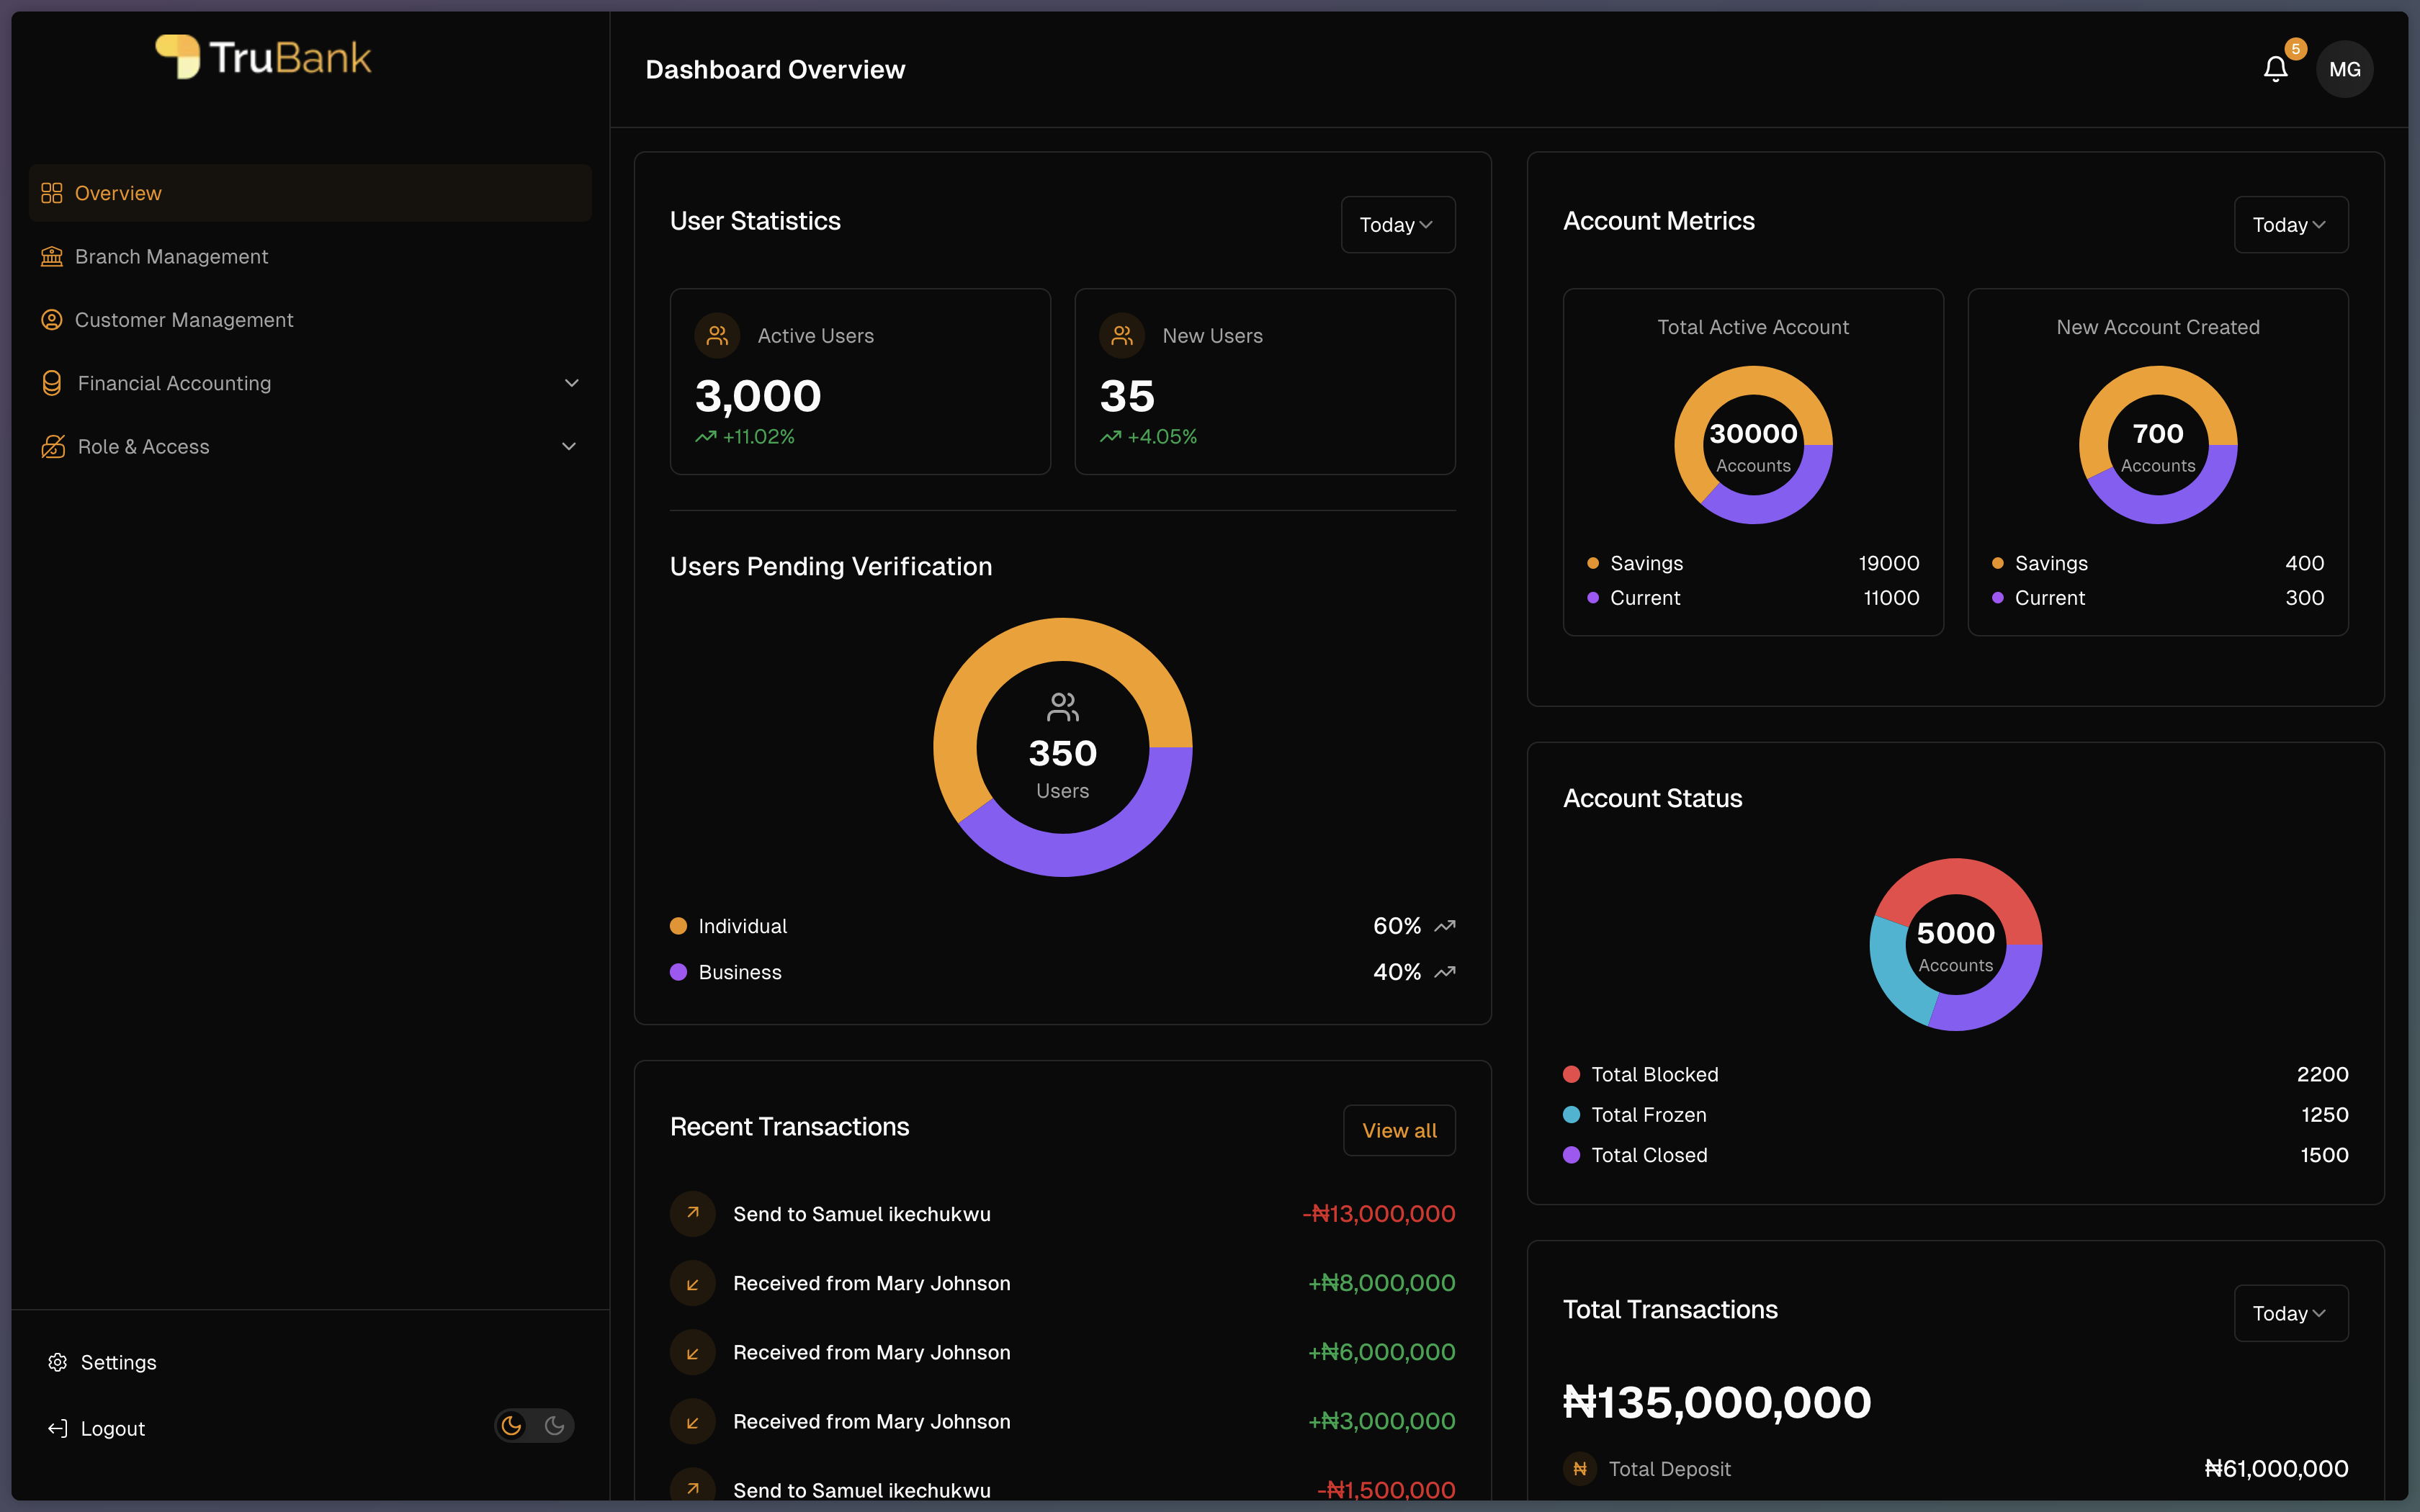 TruBank
Overview
Branch Management
Customer Management
Financial Accounting
Role & Access
Settings
Logout
Dashboard Overview
5
MG
User Statistics
Today
Active Users
3,000
+11.02%
New Users
35
+4.05%
Users Pending Verification
350
Users
Individual 60%
Business 40%
Recent Transactions
View all
Send to Samuel ikechukwu -₦13,000,000
Received from Mary Johnson +₦8,000,000
Received from Mary Johnson +₦6,000,000
Received from Mary Johnson +₦3,000,000
Send to Samuel ikechukwu -₦1,500,000
Account Metrics
Today
Total Active Account
30000
Accounts
Savings 19000
Current 11000
New Account Created
700
Accounts
Savings 400
Current 300
Account Status
5000
Accounts
Total Blocked 2200
Total Frozen 1250
Total Closed 1500
Total Transactions
Today
₦135,000,000
₦ Total Deposit ₦61,000,000